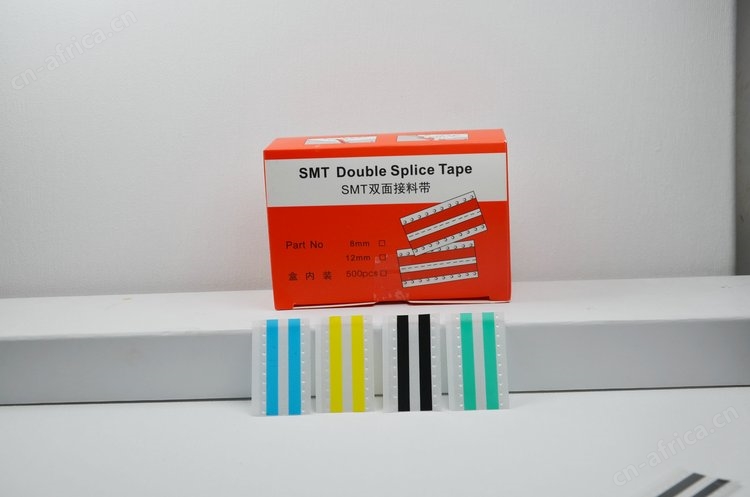 SMT Double Splice Tape
SMT双面接料带
Part No 8mm
12mm
盒内装 500pcs
cn-africa.cn
cn-africa.cn